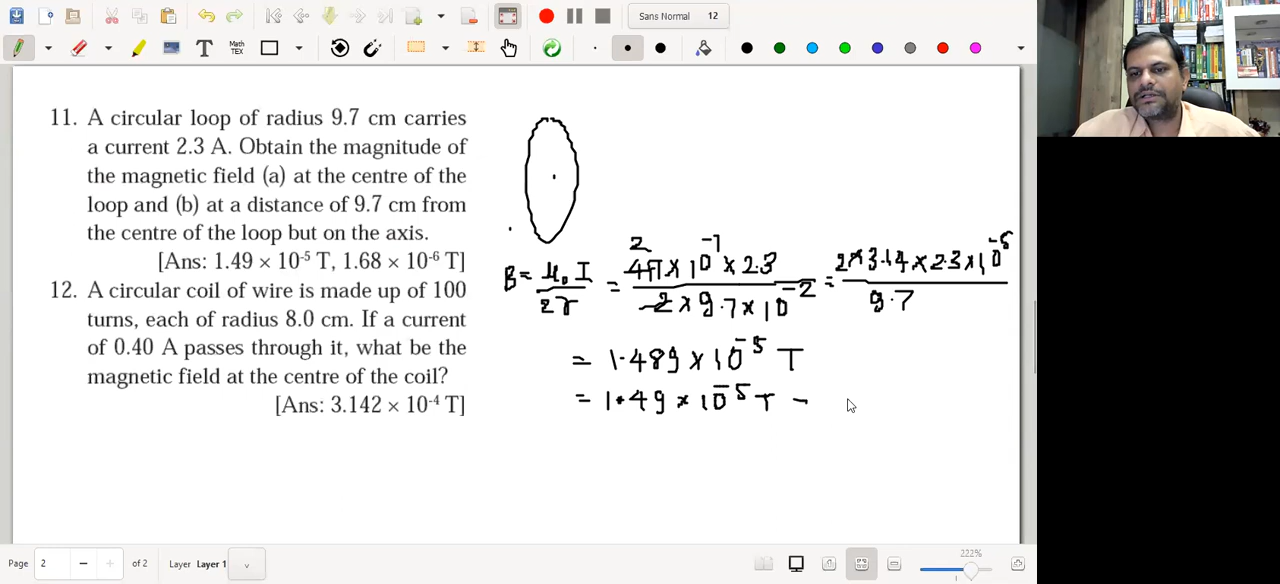 Sans Normal 12
T Math TEX
11. A circular loop of radius 9.7 cm carries
a current 2.3 A. Obtain the magnitude of
the magnetic field (a) at the centre of the
loop and (b) at a distance of 9.7 cm from
the centre of the loop but on the axis.
[Ans: 1.49 × 10⁻⁵ T, 1.68 × 10⁻⁶ T]
12. A circular coil of wire is made up of 100
turns, each of radius 8.0 cm. If a current
of 0.40 A passes through it, what be the
magnetic field at the centre of the coil?
[Ans: 3.142 × 10⁻⁴ T]
B = μ₀ I / 2r = 2 4π × 10⁻⁷ × 2.3 / 2 × 9.7 × 10⁻² = 2 × 3.14 × 2.3 × 10⁻⁵ / 9.7
= 1.489 × 10⁻⁵ T
= 1.49 × 10⁻⁵ T –
Page 2 – + of 2 Layer Layer 1 222%